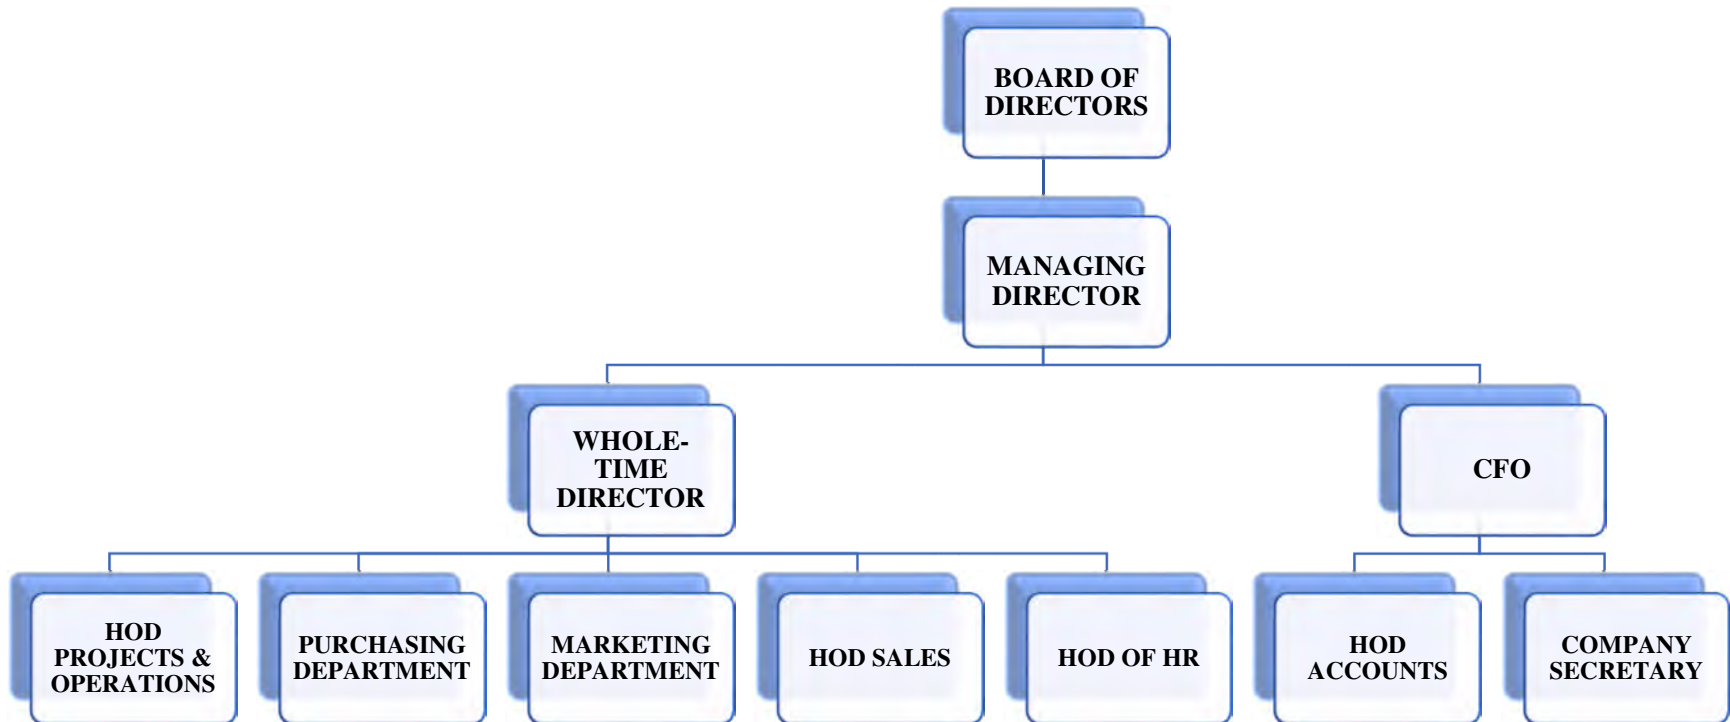 BOARD OF
DIRECTORS
MANAGING
DIRECTOR
WHOLE-
TIME
DIRECTOR
CFO
HOD
PROJECTS &
OPERATIONS
PURCHASING
DEPARTMENT
MARKETING
DEPARTMENT
HOD SALES
HOD OF HR
HOD
ACCOUNTS
COMPANY
SECRETARY